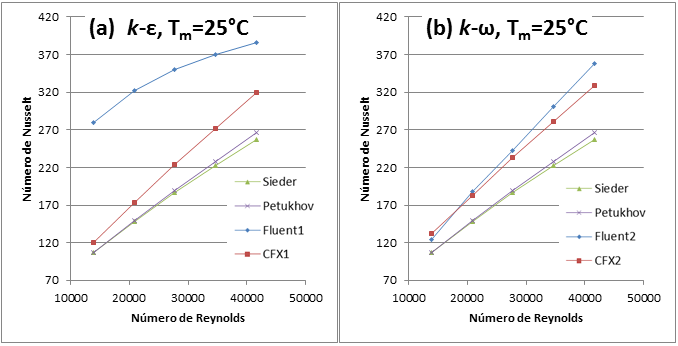 (a) k-ε, Tm=25°C
420
370
320
270
220
170
120
70
Número de Nusselt
Sieder
Petukhov
Fluent1
CFX1
10000 20000 30000 40000 50000
Número de Reynolds
(b) k-ω, Tm=25°C
420
370
320
270
220
170
120
70
Número de Nusselt
Sieder
Petukhov
Fluent2
CFX2
10000 20000 30000 40000 50000
Número de Reynolds